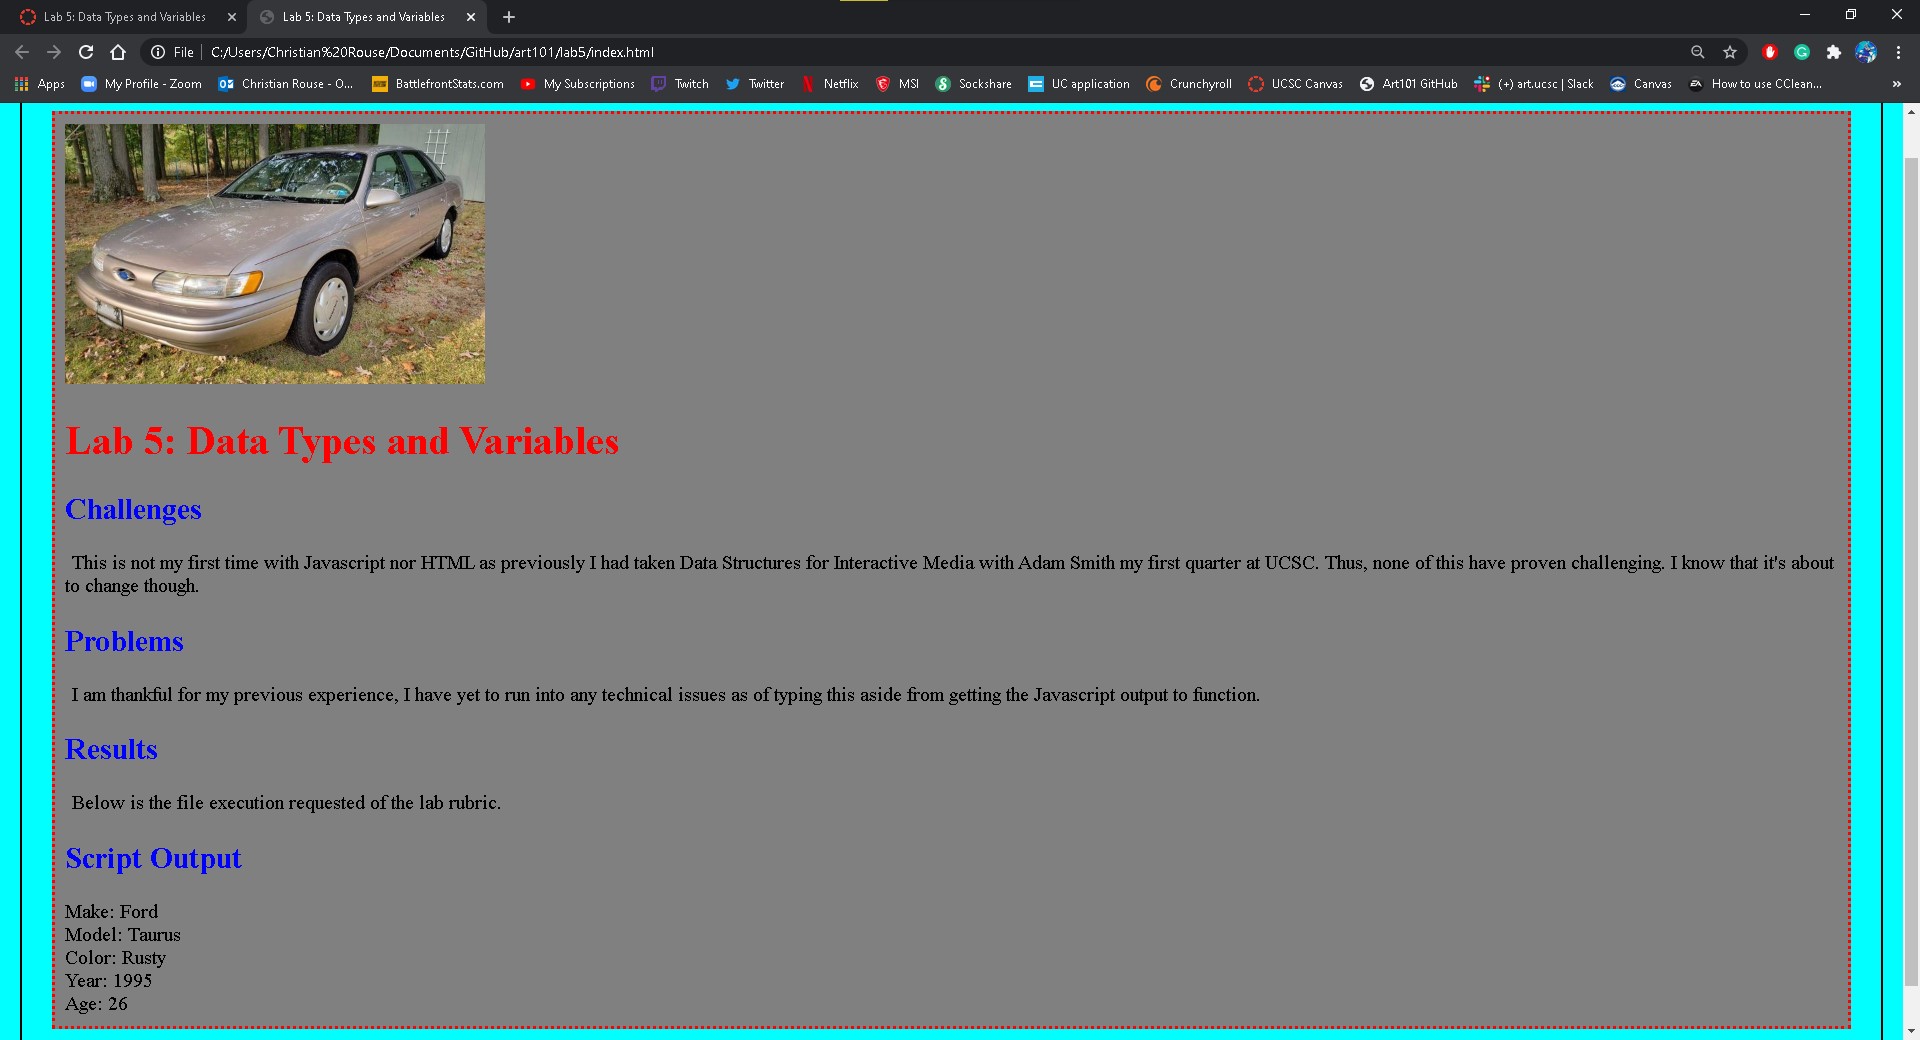 Lab 5: Data Types and Variables
Lab 5: Data Types and Variables
File C:/Users/Christian%20Rouse/Documents/GitHub/art101/lab5/index.html
Apps My Profile - Zoom Christian Rouse - O... BattlefrontStats.com My Subscriptions Twitch Twitter Netflix MSI Sockshare UC application Crunchyroll UCSC Canvas Art101 GitHub (+) art.ucsc | Slack Canvas How to use CClean... »
Lab 5: Data Types and Variables
Challenges
This is not my first time with Javascript nor HTML as previously I had taken Data Structures for Interactive Media with Adam Smith my first quarter at UCSC. Thus, none of this have proven challenging. I know that it's about
to change though.
Problems
I am thankful for my previous experience, I have yet to run into any technical issues as of typing this aside from getting the Javascript output to function.
Results
Below is the file execution requested of the lab rubric.
Script Output
Make: Ford
Model: Taurus
Color: Rusty
Year: 1995
Age: 26